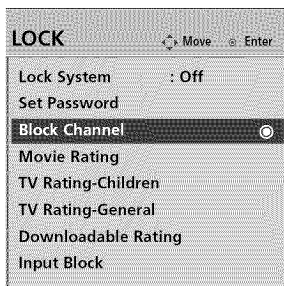 LOCK Move Enter
Lock System : Off
Set Password
Block Channel
Movie Rating
TV Rating-Children
TV Rating-General
Downloadable Rating
Input Block